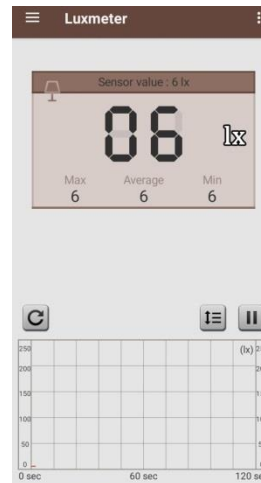 Luxmeter
Sensor value : 6 lx
06 lx
Max Average Min
6 6 6
250 (lx)
200
150
100
50
0
0 sec 60 sec 120